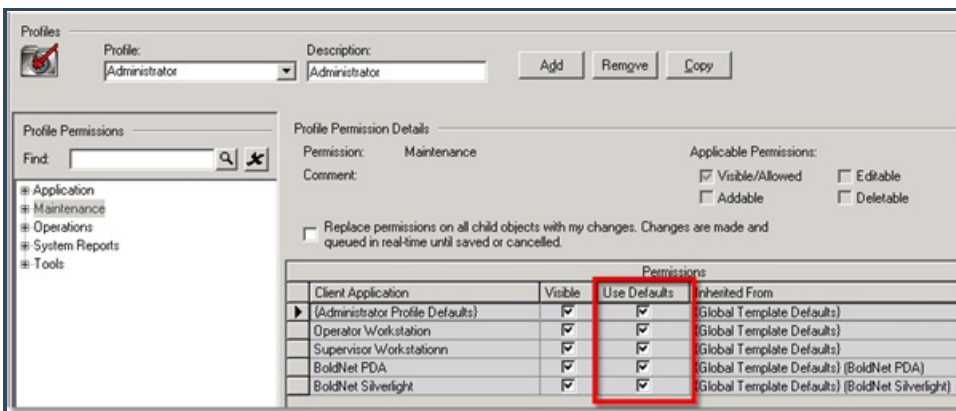 Profiles
Profile: Description:
Administrator Administrator Add Remove Copy
Profile Permissions
Find:
Application
Maintenance
Operations
System Reports
Tools
Profile Permission Details
Permission: Maintenance Applicable Permissions:
Comment: Visible/Allowed Editable
Addable Deletable
Replace permissions on all child objects with my changes. Changes are made and
queued in real-time until saved or cancelled.
Permissions
Client Application Visible Use Defaults Inherited From
{Administrator Profile Defaults} {Global Template Defaults}
Operator Workstation {Global Template Defaults}
Supervisor Workstationn {Global Template Defaults}
BoldNet PDA {Global Template Defaults} (BoldNet PDA)
BoldNet Silverlight {Global Template Defaults} (BoldNet Silverlight)